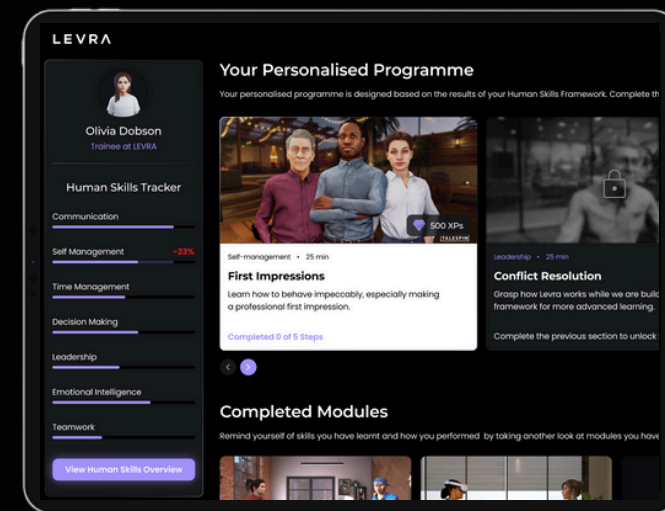 LEVRA
Olivia Dobson
Trainee at LEVRA
Human Skills Tracker
Communication
Self Management -23%
Time Management
Decision Making
Leadership
Emotional Intelligence
Teamwork
View Human Skills Overview
Your Personalised Programme
Your personalised programme is designed based on the results of your Human Skills Framework. Complete th
500 XPs
TALESPIN
Self-management • 25 min
First Impressions
Learn how to behave impeccably, especially making
a professional first impression.
Completed 0 of 5 Steps
Leadership • 25 min
Conflict Resolution
Grasp how Levra works while we are build
framework for more advanced learning.
Complete the previous section to unlock
Completed Modules
Remind yourself of skills you have learnt and how you performed by taking another look at modules you have